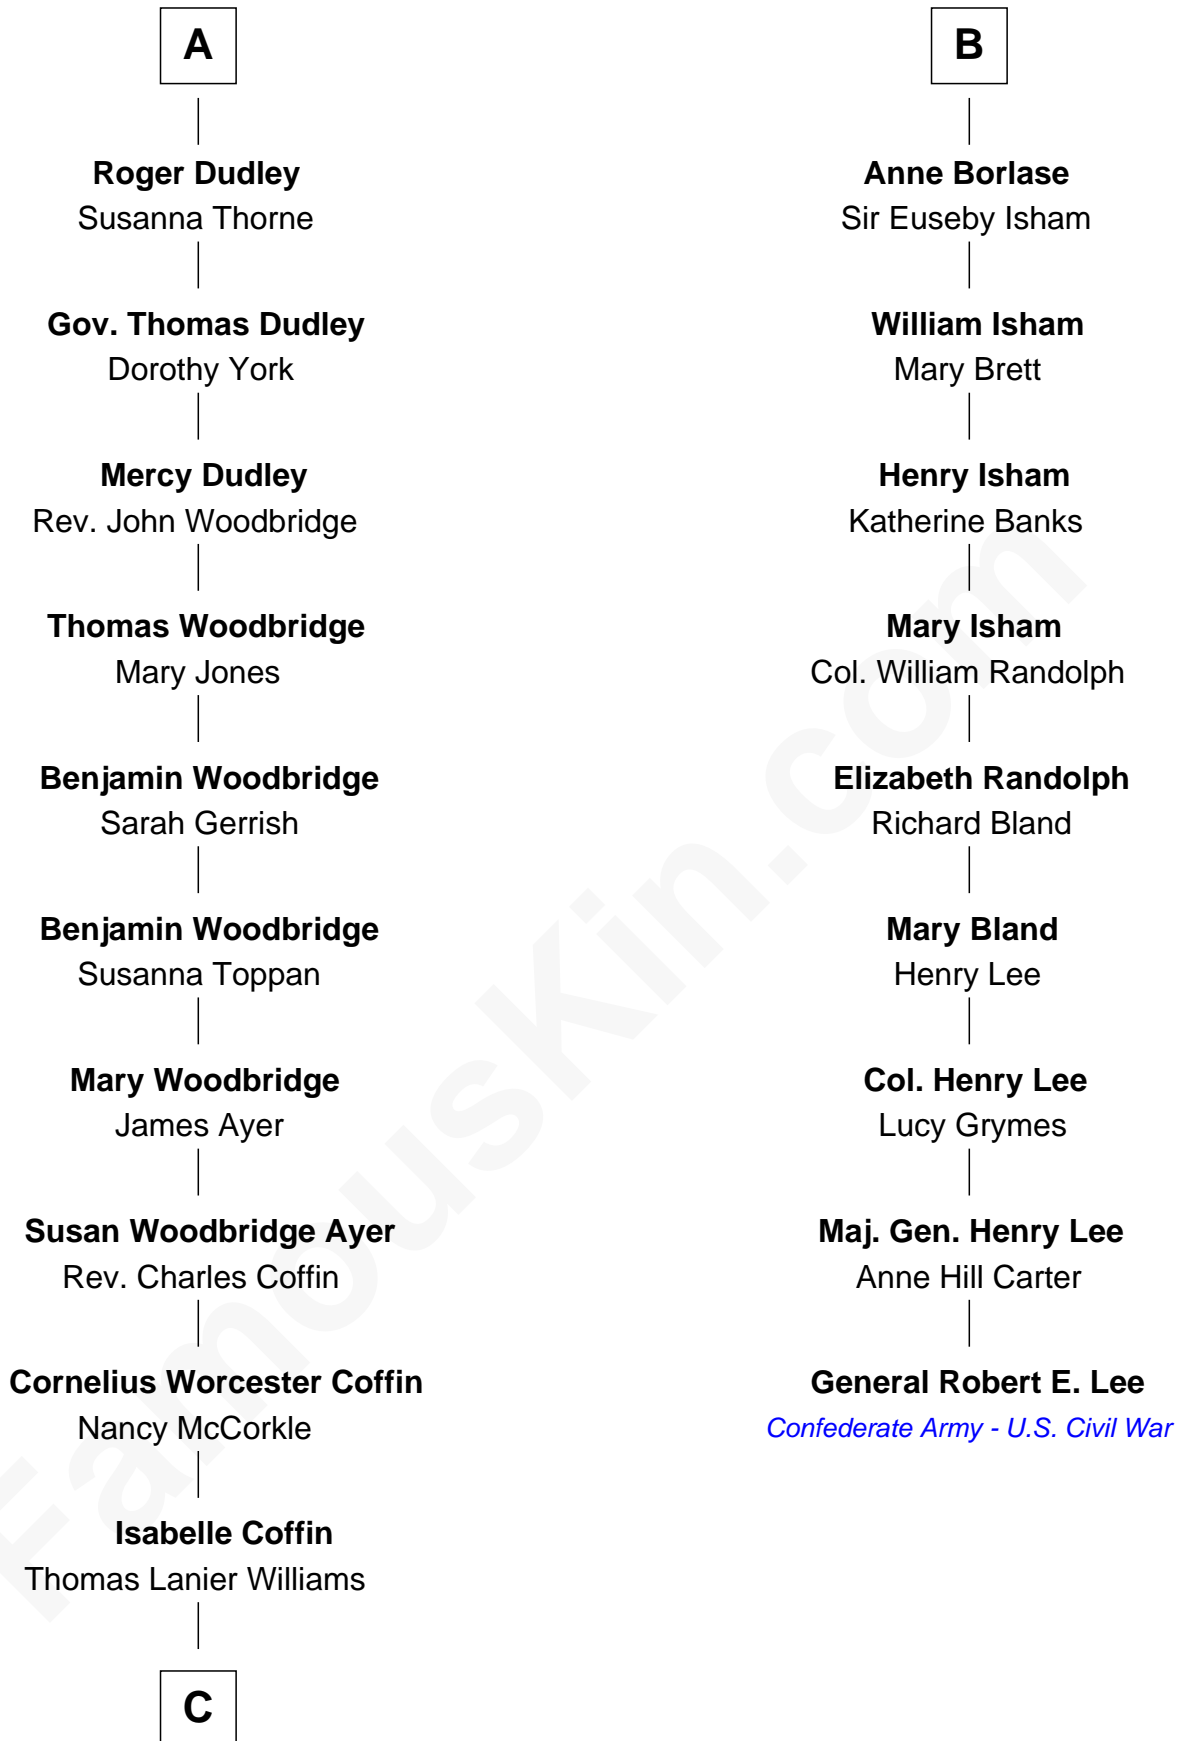 A
Roger Dudley
Susanna Thorne
Gov. Thomas Dudley
Dorothy York
Mercy Dudley
Rev. John Woodbridge
Thomas Woodbridge
Mary Jones
Benjamin Woodbridge
Sarah Gerrish
Benjamin Woodbridge
Susanna Toppan
Mary Woodbridge
James Ayer
Susan Woodbridge Ayer
Rev. Charles Coffin
Cornelius Worcester Coffin
Nancy McCorkle
Isabelle Coffin
Thomas Lanier Williams
C
B
Anne Borlase
Sir Euseby Isham
William Isham
Mary Brett
Henry Isham
Katherine Banks
Mary Isham
Col. William Randolph
Elizabeth Randolph
Richard Bland
Mary Bland
Henry Lee
Col. Henry Lee
Lucy Grymes
Maj. Gen. Henry Lee
Anne Hill Carter
General Robert E. Lee
Confederate Army - U.S. Civil War
FamousKin.com